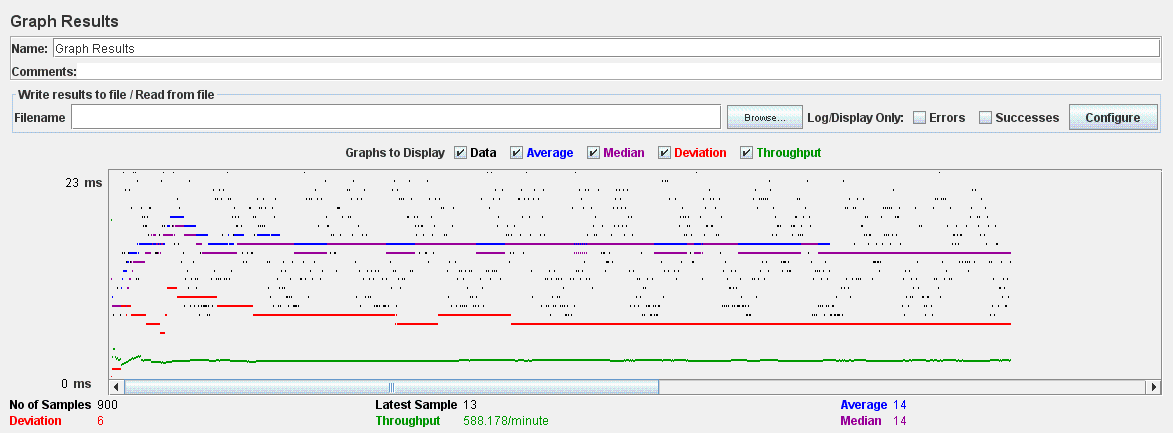 Graph Results
Name: Graph Results
Comments:
Write results to file / Read from file
Filename Browse... Log/Display Only: Errors Successes Configure
Graphs to Display Data Average Median Deviation Throughput
23 ms
0 ms
No of Samples 900 Latest Sample 13 Average 14
Deviation 6 Throughput 588.178/minute Median 14